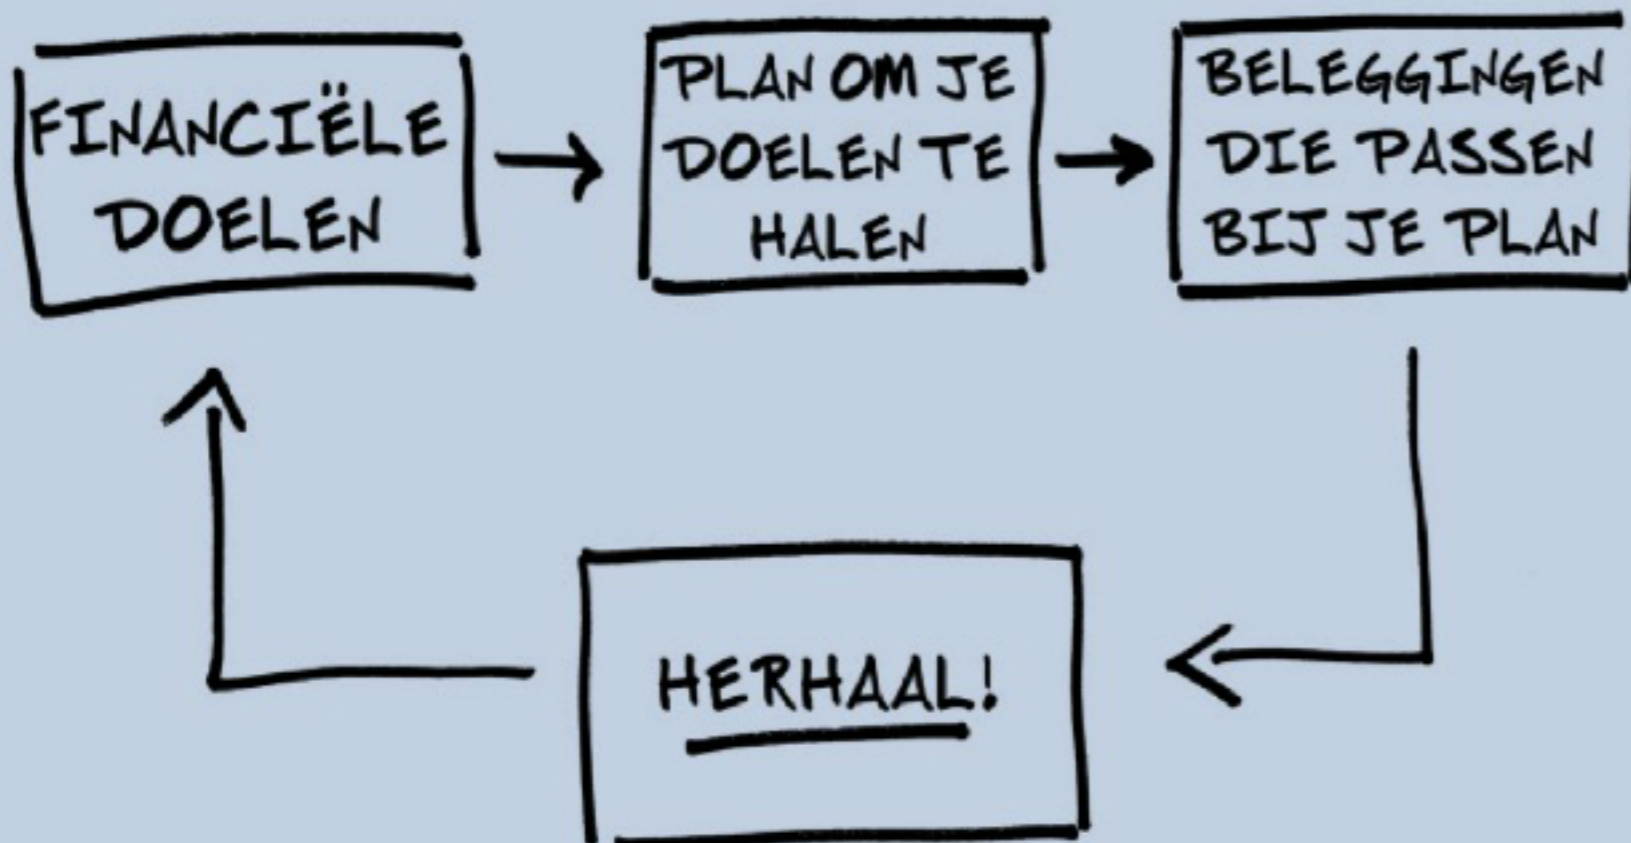 FINANCIËLE
DOELEN
PLAN OM JE
DOELEN TE
HALEN
BELEGGINGEN
DIE PASSEN
BIJ JE PLAN
HERHAAL!